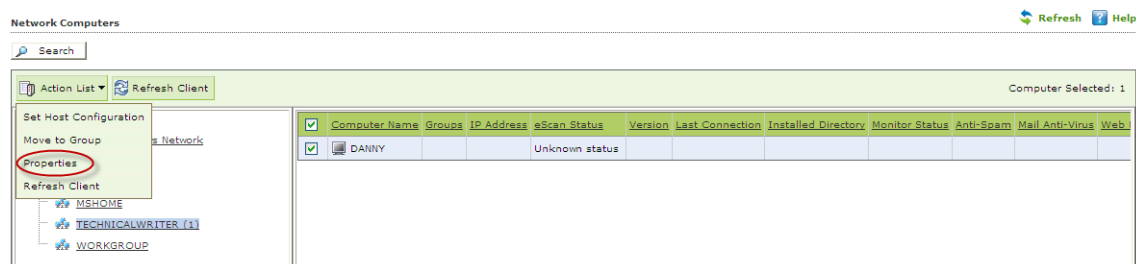 Network Computers
Refresh Help
Search
Action List Refresh Client
Computer Selected: 1
Set Host Configuration
Move to Group
Properties
Refresh Client
s Network
MSHOME
TECHNICALWRITER (1)
WORKGROUP
Computer Name Groups IP Address eScan Status Version Last Connection Installed Directory Monitor Status Anti-Spam Mail Anti-Virus Web
DANNY Unknown status